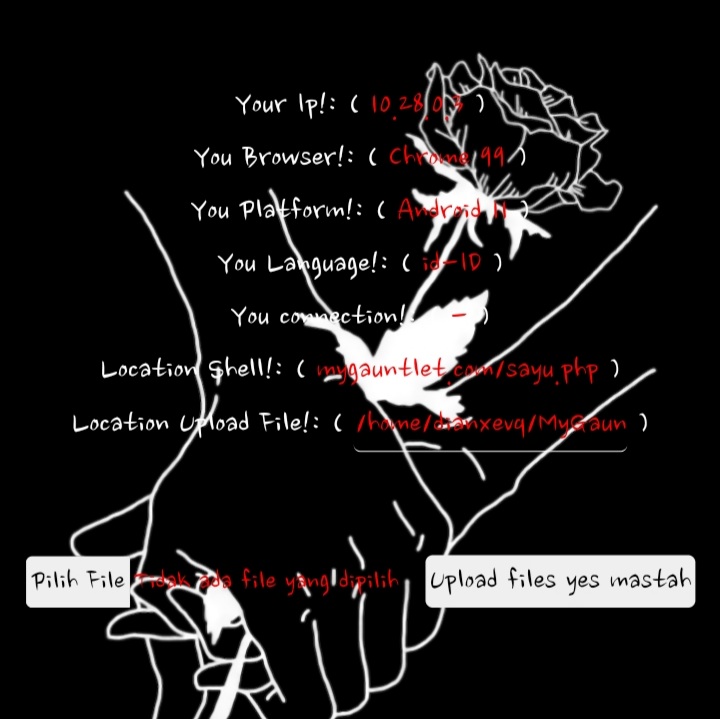 Your Ip!: ( 10.28.0.3 )
You Browser!: ( Chrome 99 )
You Platform!: ( Android 11 )
You Language!: ( id-ID )
You connection!: ( - )
Location Shell!: ( mygauntlet.com/sayu.php )
Location Upload File!: ( /home/dianxevq/MyGaun )
Pilih File Tidak ada file yang dipilih Upload files yes mastah